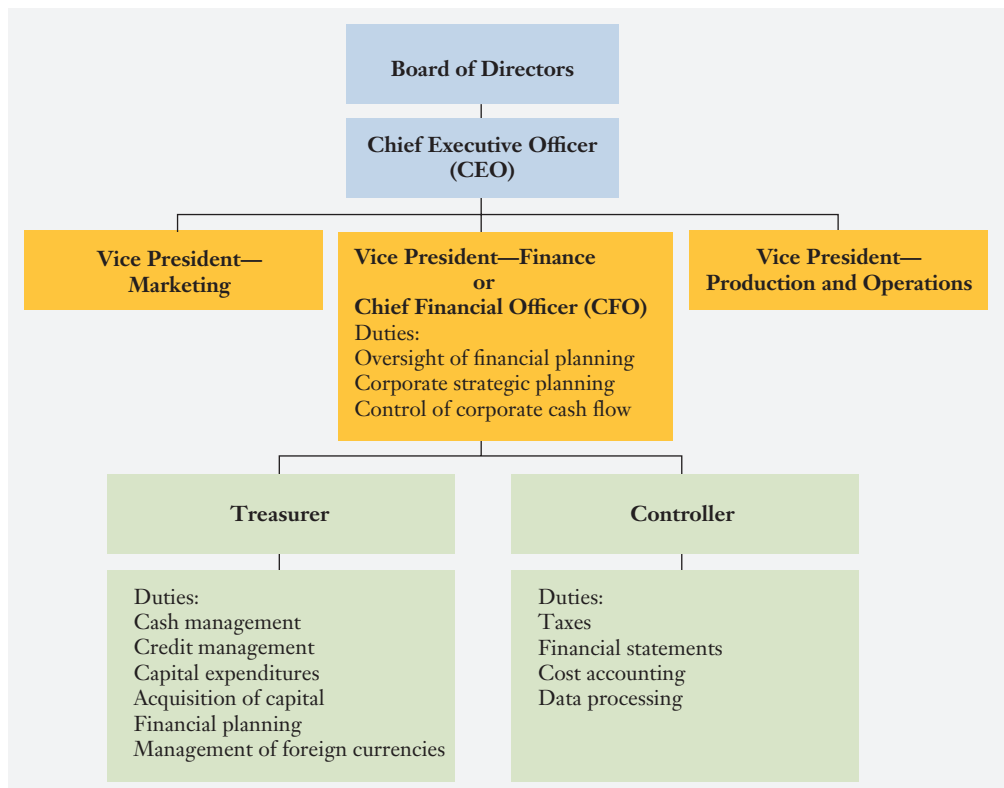 Board of Directors
Chief Executive Officer
(CEO)
Vice President—
Marketing
Vice President—Finance
or
Chief Financial Officer (CFO)
Duties:
Oversight of financial planning
Corporate strategic planning
Control of corporate cash flow
Vice President—
Production and Operations
Treasurer
Duties:
Cash management
Credit management
Capital expenditures
Acquisition of capital
Financial planning
Management of foreign currencies
Controller
Duties:
Taxes
Financial statements
Cost accounting
Data processing